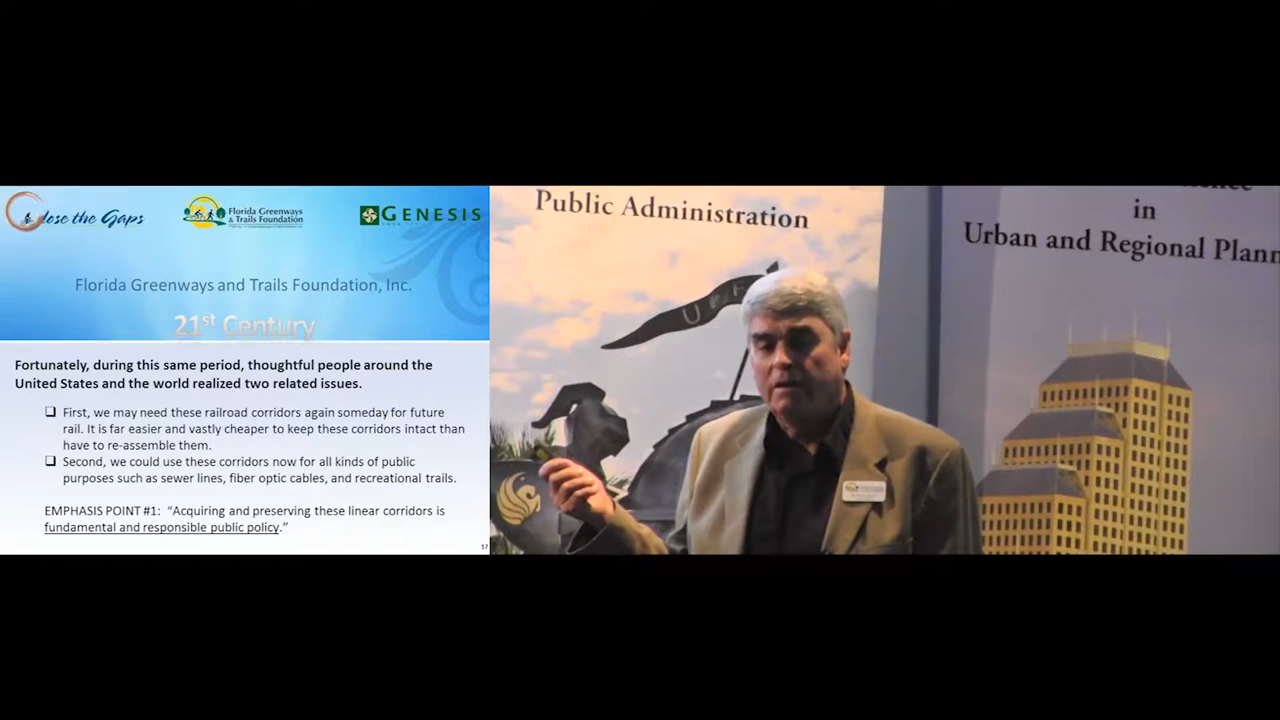 Close the Gaps
Florida Greenways
& Trails Foundation
GENESIS
Florida Greenways and Trails Foundation, Inc.
21st Century
Fortunately, during this same period, thoughtful people around the
United States and the world realized two related issues.
❑ First, we may need these railroad corridors again someday for future
rail. It is far easier and vastly cheaper to keep these corridors intact than
have to re-assemble them.
❑ Second, we could use these corridors now for all kinds of public
purposes such as sewer lines, fiber optic cables, and recreational trails.
EMPHASIS POINT #1: “Acquiring and preserving these linear corridors is
fundamental and responsible public policy.”
17
Public Administration
in
Urban and Regional Plann